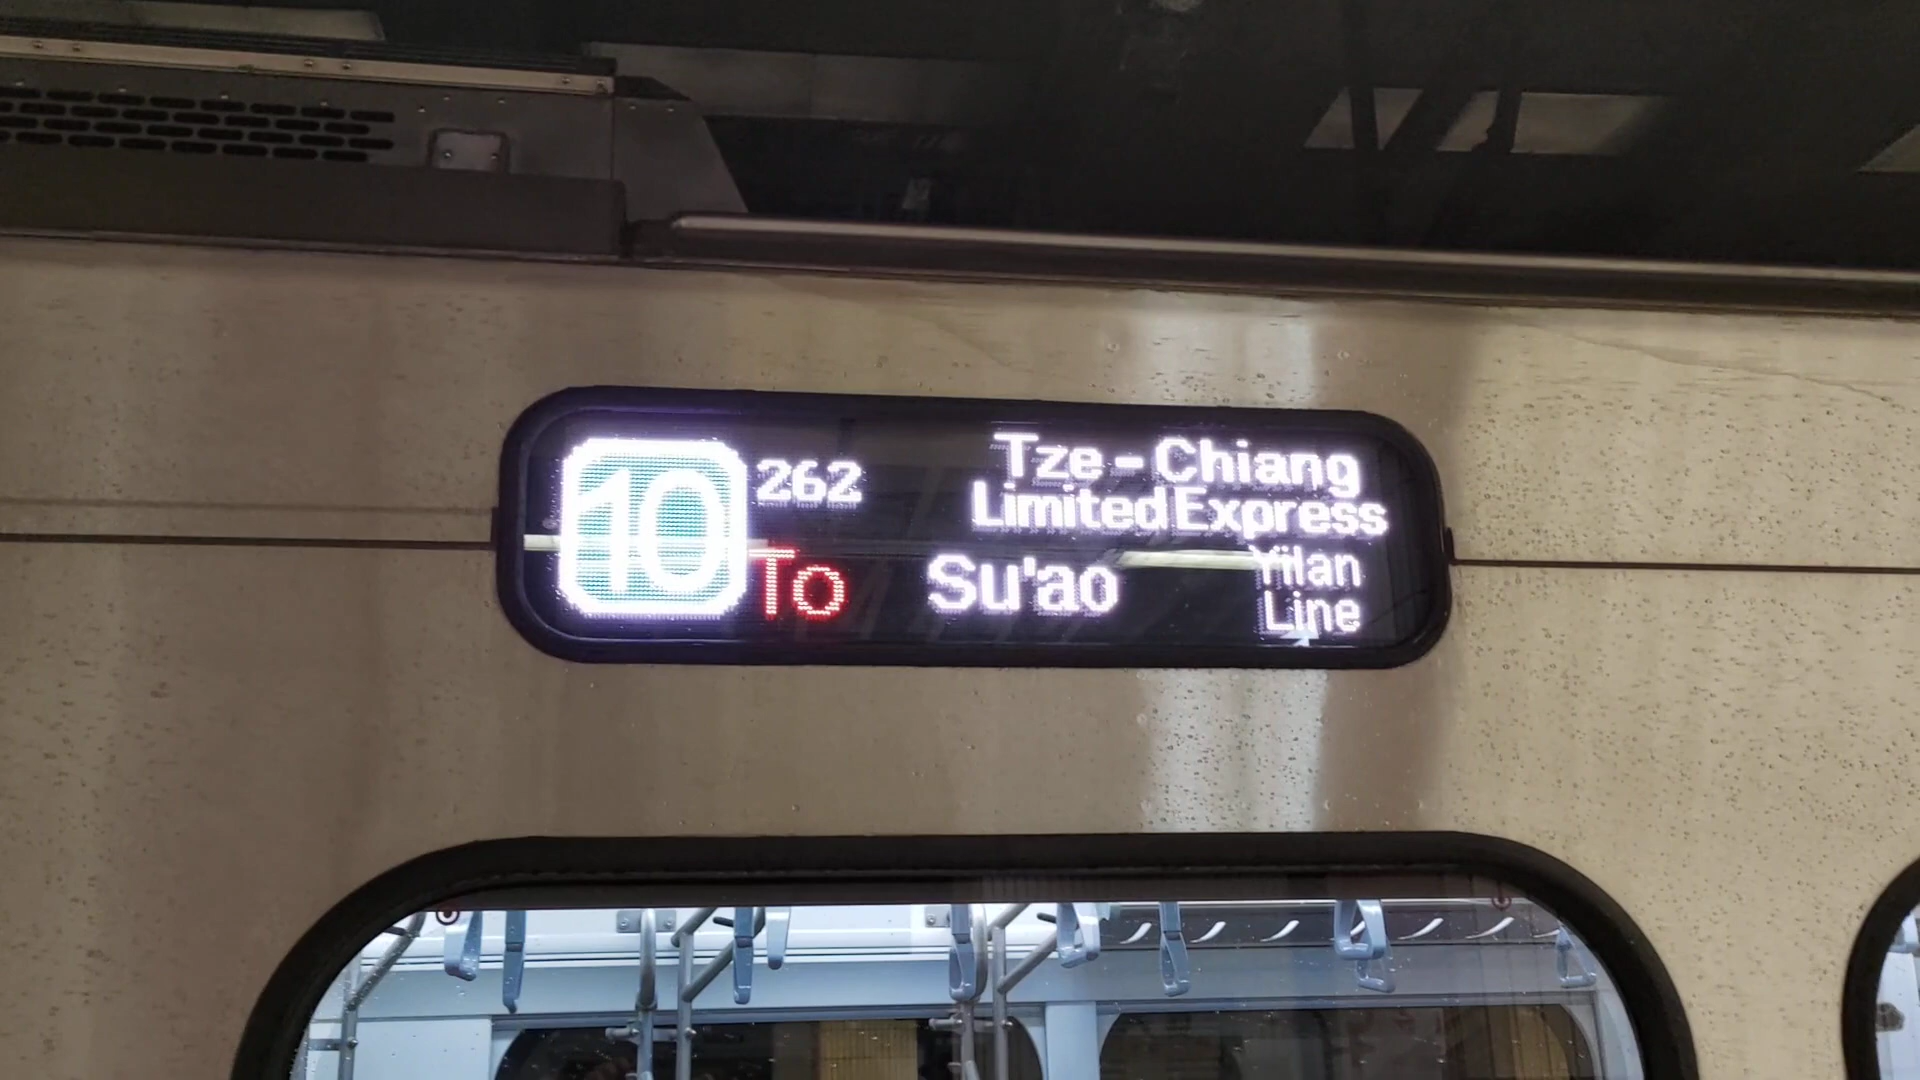 10
262
Tze-Chiang
Limited Express
To Su'ao
Yilan
Line